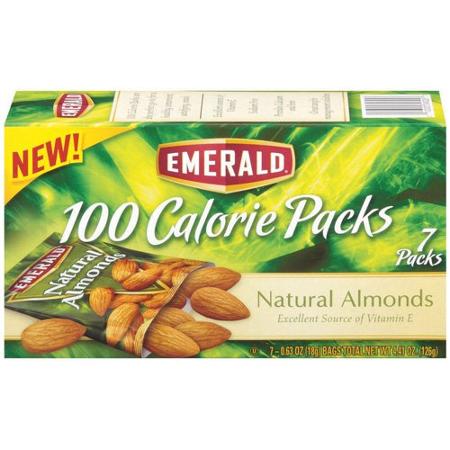 NEW!
EMERALD
100 Calorie Packs
7
Packs
EMERALD
Natural
Almonds
Natural Almonds
Excellent Source of Vitamin E
7 - 0.63 OZ (18g) BAGS TOTAL NET WT 4.41 OZ (126g)